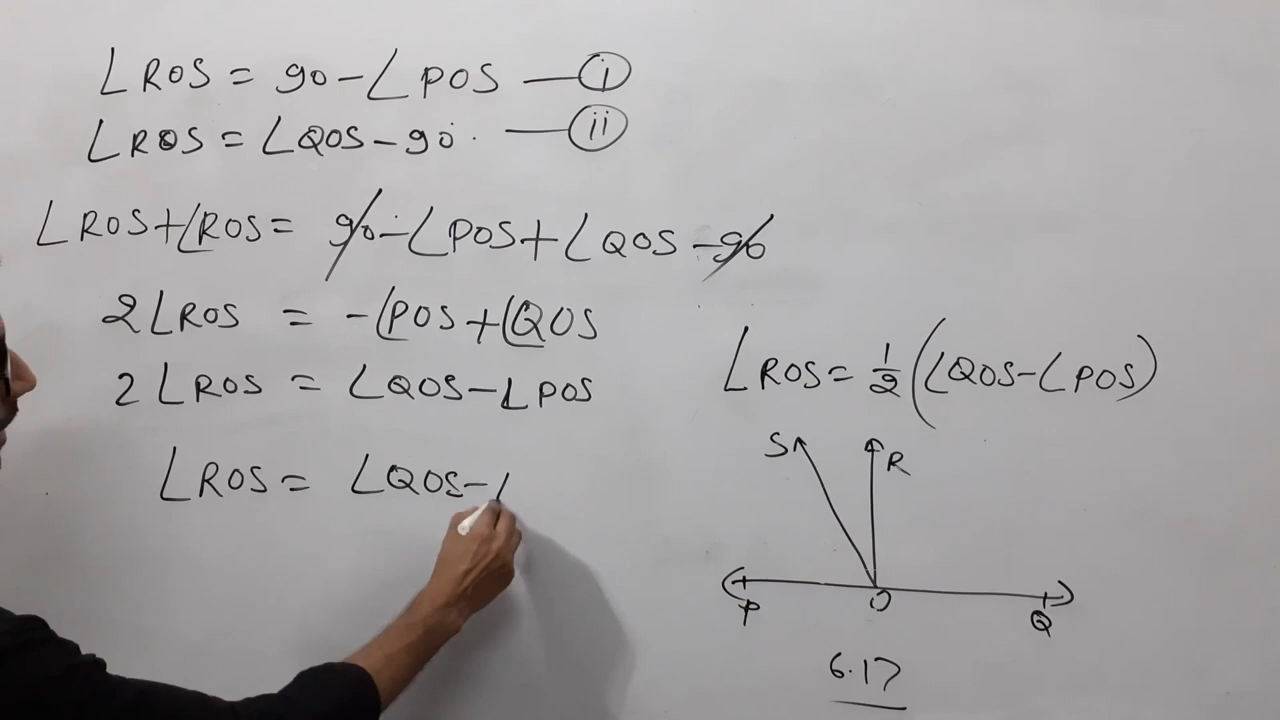 ∠ROS = 90 - ∠POS — i
∠ROS = ∠QOS - 90° — ii
∠ROS + ∠ROS = 90° - ∠POS + ∠QOS - 90
2∠ROS = -∠POS + ∠QOS
2∠ROS = ∠QOS - ∠POS
∠ROS = ∠QOS - ∠
∠ROS = 1/2 (∠QOS - ∠POS)
S R
P O Q
6.17